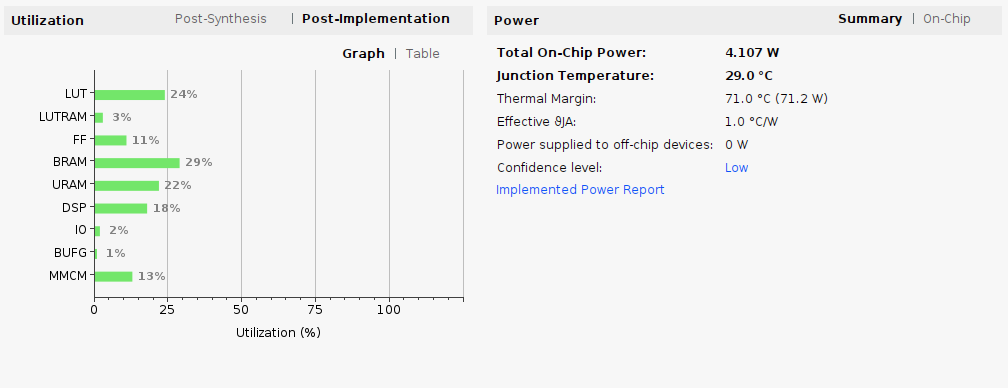 Utilization Post-Synthesis | Post-Implementation
Graph | Table
LUT 24%
LUTRAM 3%
FF 11%
BRAM 29%
URAM 22%
DSP 18%
IO 2%
BUFG 1%
MMCM 13%
0 25 50 75 100
Utilization (%)
Power Summary | On-Chip
Total On-Chip Power: 4.107 W
Junction Temperature: 29.0 °C
Thermal Margin: 71.0 °C (71.2 W)
Effective ϑJA: 1.0 °C/W
Power supplied to off-chip devices: 0 W
Confidence level: Low
Implemented Power Report